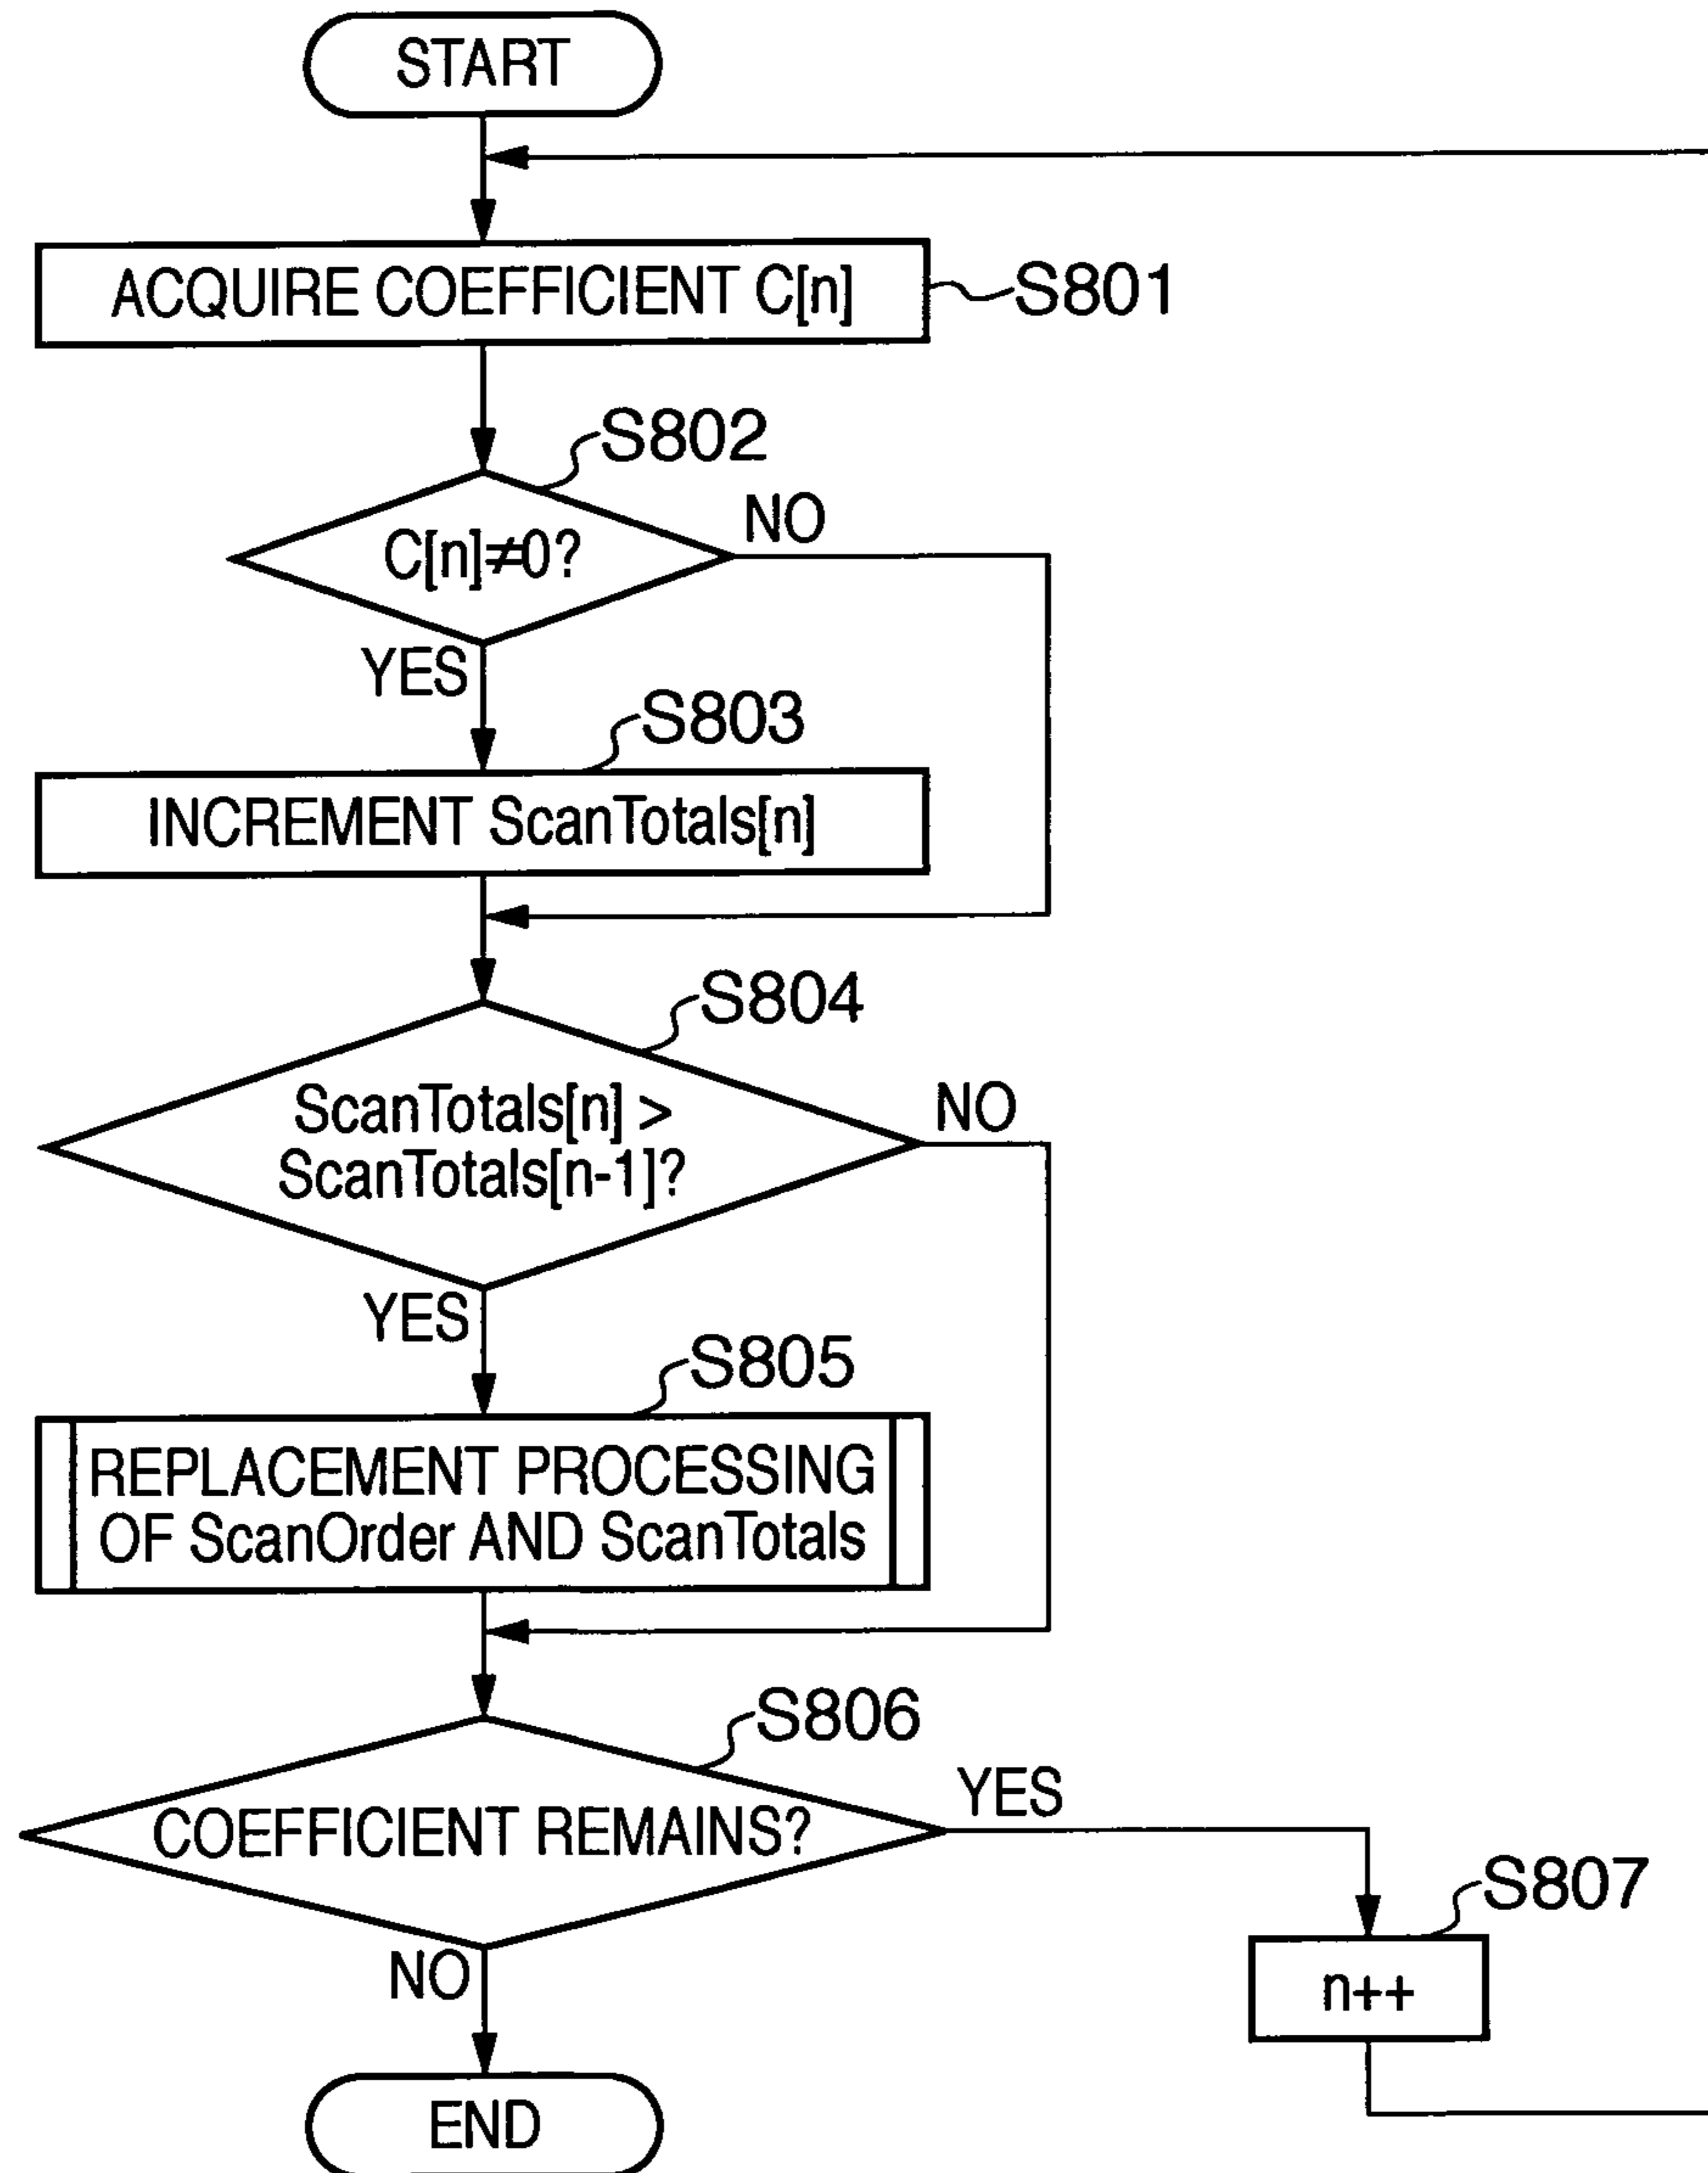 START
ACQUIRE COEFFICIENT C[n]
S801
S802
C[n]≠0?
NO
YES
S803
INCREMENT ScanTotals[n]
S804
ScanTotals[n] >
ScanTotals[n-1]?
NO
YES
S805
REPLACEMENT PROCESSING
OF ScanOrder AND ScanTotals
S806
COEFFICIENT REMAINS?
YES
S807
n++
NO
END